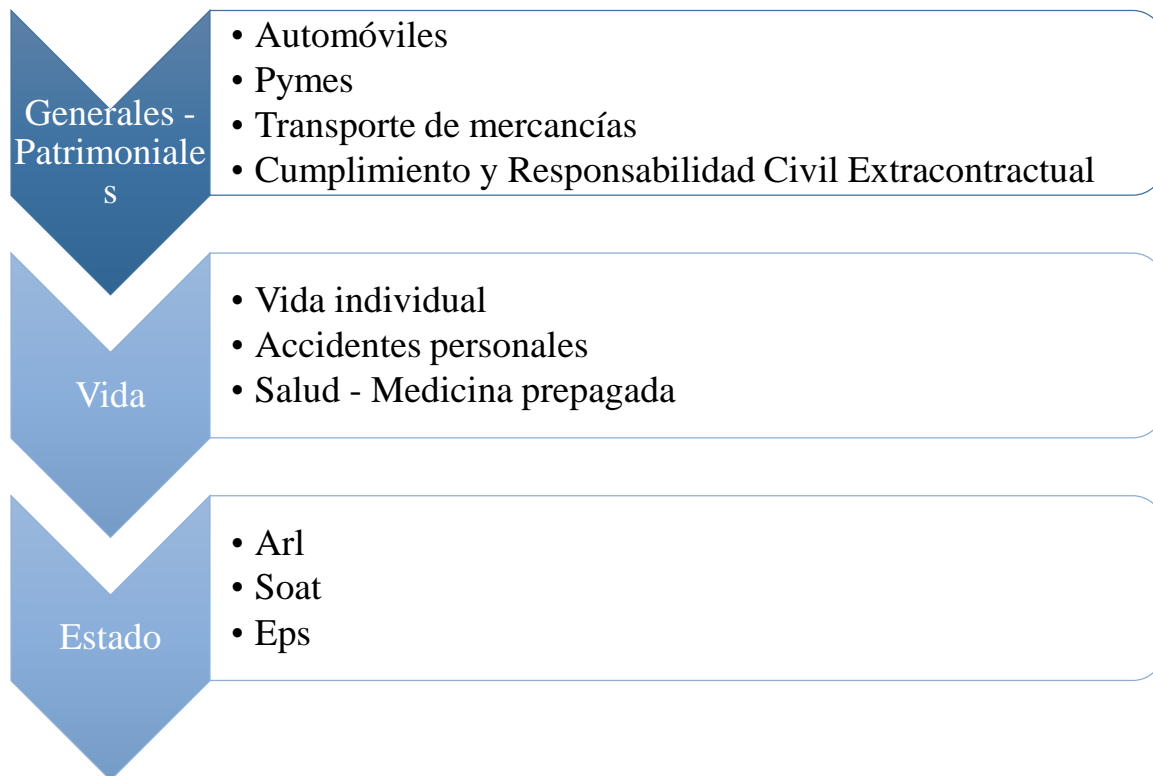 Generales -
Patrimoniale
s
• Automóviles
• Pymes
• Transporte de mercancías
• Cumplimiento y Responsabilidad Civil Extracontractual
Vida
• Vida individual
• Accidentes personales
• Salud - Medicina prepagada
Estado
• Arl
• Soat
• Eps